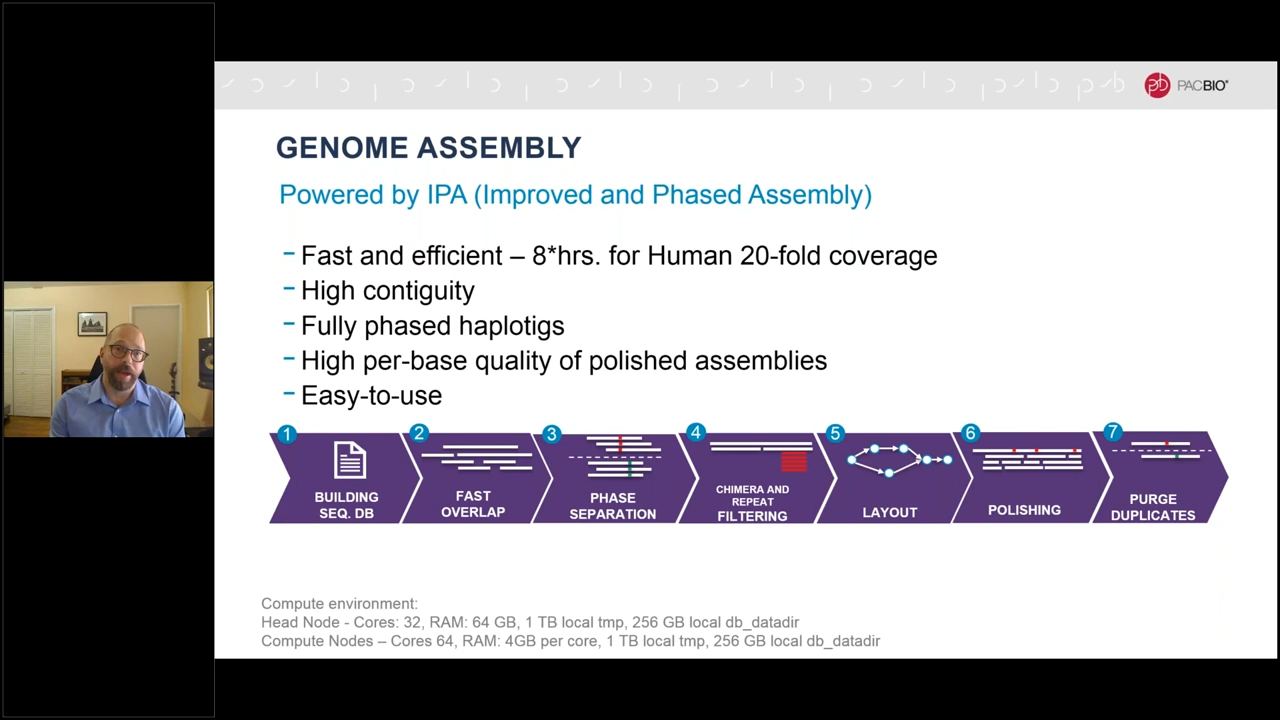 PACBIO®
GENOME ASSEMBLY
Powered by IPA (Improved and Phased Assembly)
– Fast and efficient – 8*hrs. for Human 20-fold coverage
– High contiguity
– Fully phased haplotigs
– High per-base quality of polished assemblies
– Easy-to-use
1
BUILDING
SEQ. DB
2
FAST
OVERLAP
3
PHASE
SEPARATION
4
CHIMERA AND
REPEAT
FILTERING
5
LAYOUT
6
POLISHING
7
PURGE
DUPLICATES
Compute environment:
Head Node - Cores: 32, RAM: 64 GB, 1 TB local tmp, 256 GB local db_datadir
Compute Nodes – Cores 64, RAM: 4GB per core, 1 TB local tmp, 256 GB local db_datadir